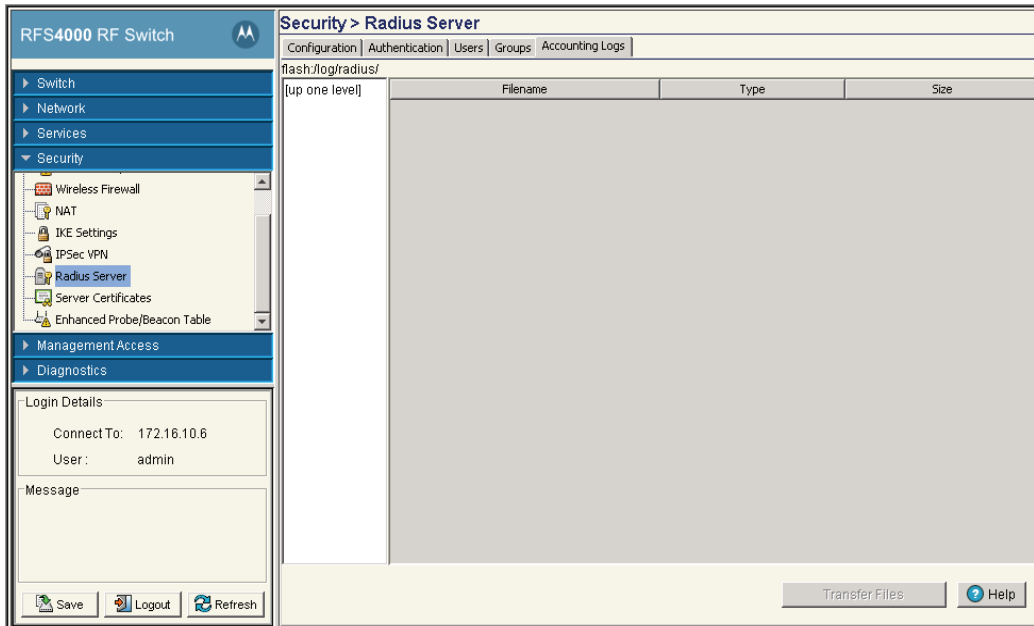 RFS4000 RF Switch
Switch
Network
Services
Security
Wireless Firewall
NAT
IKE Settings
IPSec VPN
Radius Server
Server Certificates
Enhanced Probe/Beacon Table
Management Access
Diagnostics
Login Details
Connect To: 172.16.10.6
User : admin
Message
Save Logout Refresh
Security > Radius Server
Configuration Authentication Users Groups Accounting Logs
flash:/log/radius/
[up one level]
Filename Type Size
Transfer Files Help